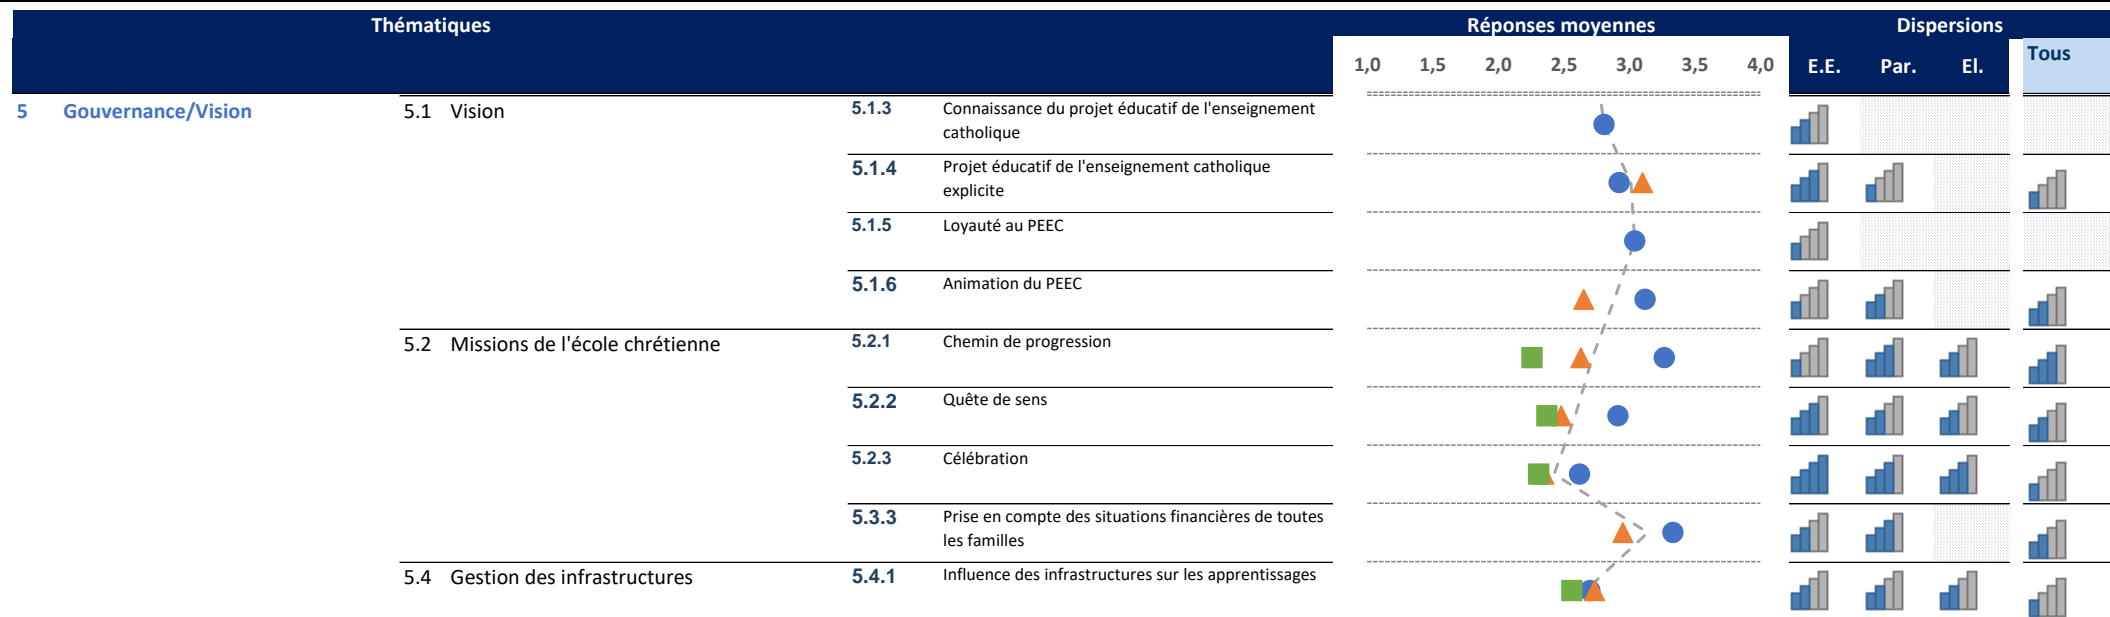 Thématiques Réponses moyennes Dispersions
1,0 1,5 2,0 2,5 3,0 3,5 4,0 E.E. Par. El. Tous
5 Gouvernance/Vision 5.1 Vision 5.1.3 Connaissance du projet éducatif de l'enseignement
catholique
5.1.4 Projet éducatif de l'enseignement catholique
explicite
5.1.5 Loyauté au PEEC
5.1.6 Animation du PEEC
5.2 Missions de l'école chrétienne 5.2.1 Chemin de progression
5.2.2 Quête de sens
5.2.3 Célébration
5.3.3 Prise en compte des situations financières de toutes
les familles
5.4 Gestion des infrastructures 5.4.1 Influence des infrastructures sur les apprentissages